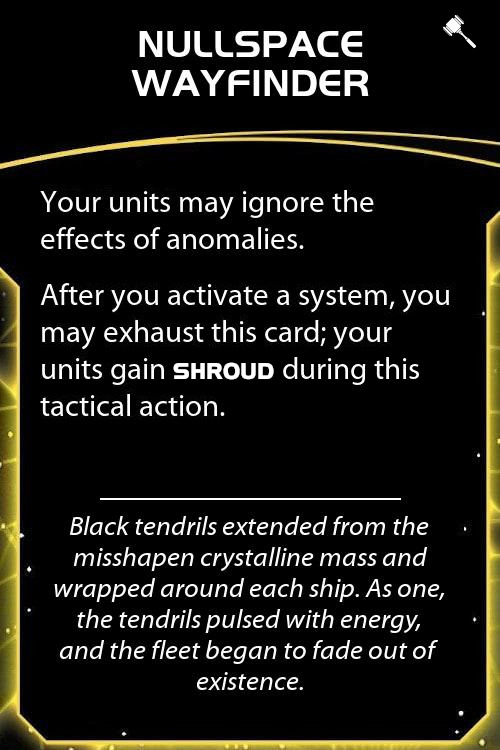 NULLSPACE
WAYFINDER
Your units may ignore the
effects of anomalies.
After you activate a system, you
may exhaust this card; your
units gain SHROUD during this
tactical action.
Black tendrils extended from the
misshapen crystalline mass and
wrapped around each ship. As one,
the tendrils pulsed with energy,
and the fleet began to fade out of
existence.